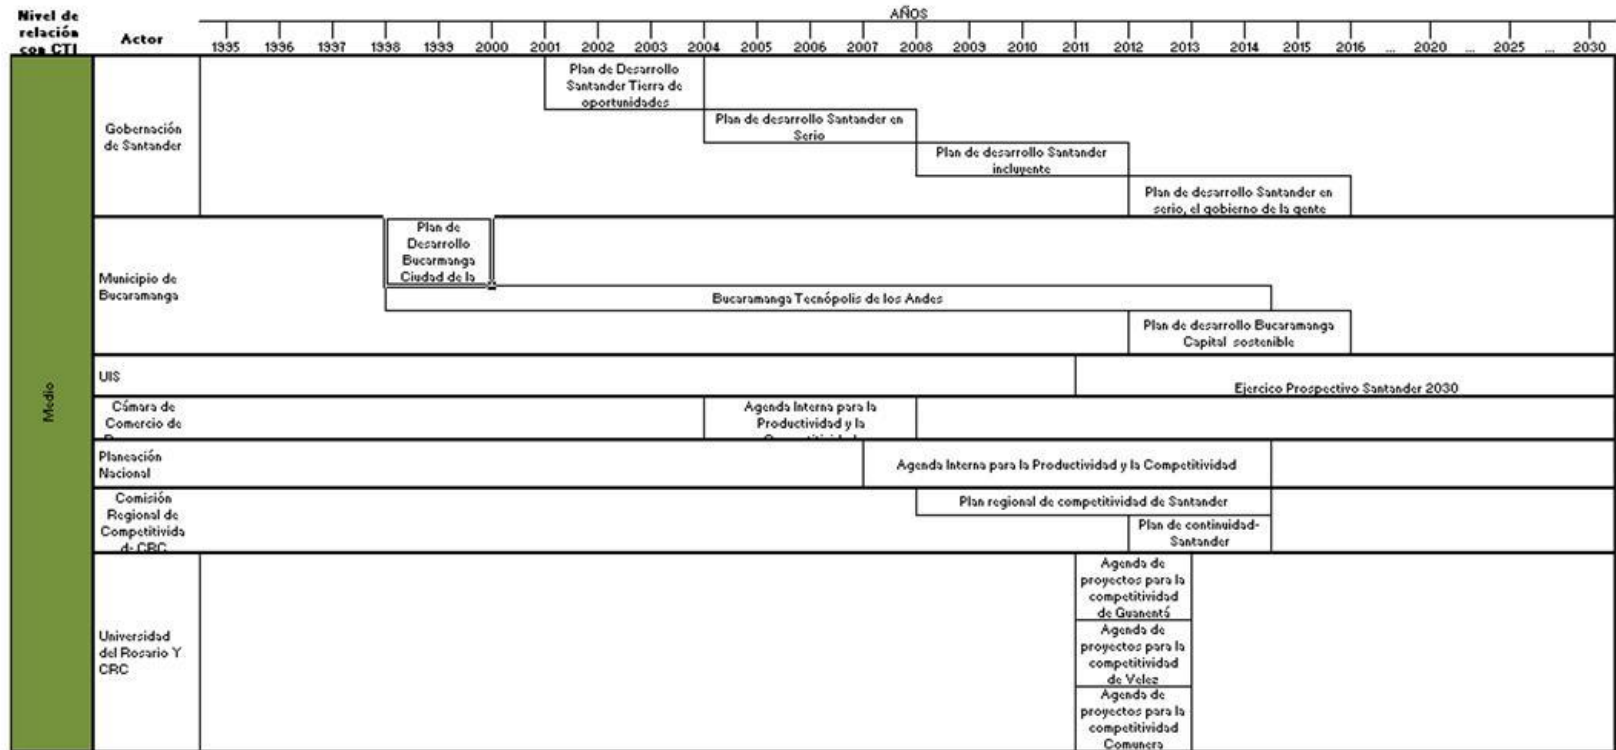 AÑOS
Nivel de
relación
con CTI
Actor
1995 1996 1997 1998 1999 2000 2001 2002 2003 2004 2005 2006 2007 2008 2009 2010 2011 2012 2013 2014 2015 2016 ... 2020 ... 2025 ... 2030
Medio
Gobernación
de Santander
Plan de Desarrollo
Santander Tierra de
oportunidades
Plan de desarrollo Santander en
Serio
Plan de desarrollo Santander
incluyente
Plan de desarrollo Santander en
serio, el gobierno de la gente
Municipio de
Bucaramanga
Plan de
Desarrollo
Bucarmanga
Ciudad de la
Bucaramanga Tecnópolis de los Andes
Plan de desarrollo Bucaramanga
Capital sostenible
UIS
Ejercico Prospectivo Santander 2030
Cámara de
Comercio de
Agenda Interna para la
Productividad y la
Planeación
Nacional
Agenda Interna para la Productividad y la Competitividad
Comisión
Regional de
Competitivida
d- CRC
Plan regional de competitividad de Santander
Plan de continuidad-
Santander
Universidad
del Rosario Y
CRC
Agenda de
proyectos para la
competitividad
de Guanentá
Agenda de
proyectos para la
competitividad
de Velez
Agenda de
proyectos para la
competitividad
Comunera